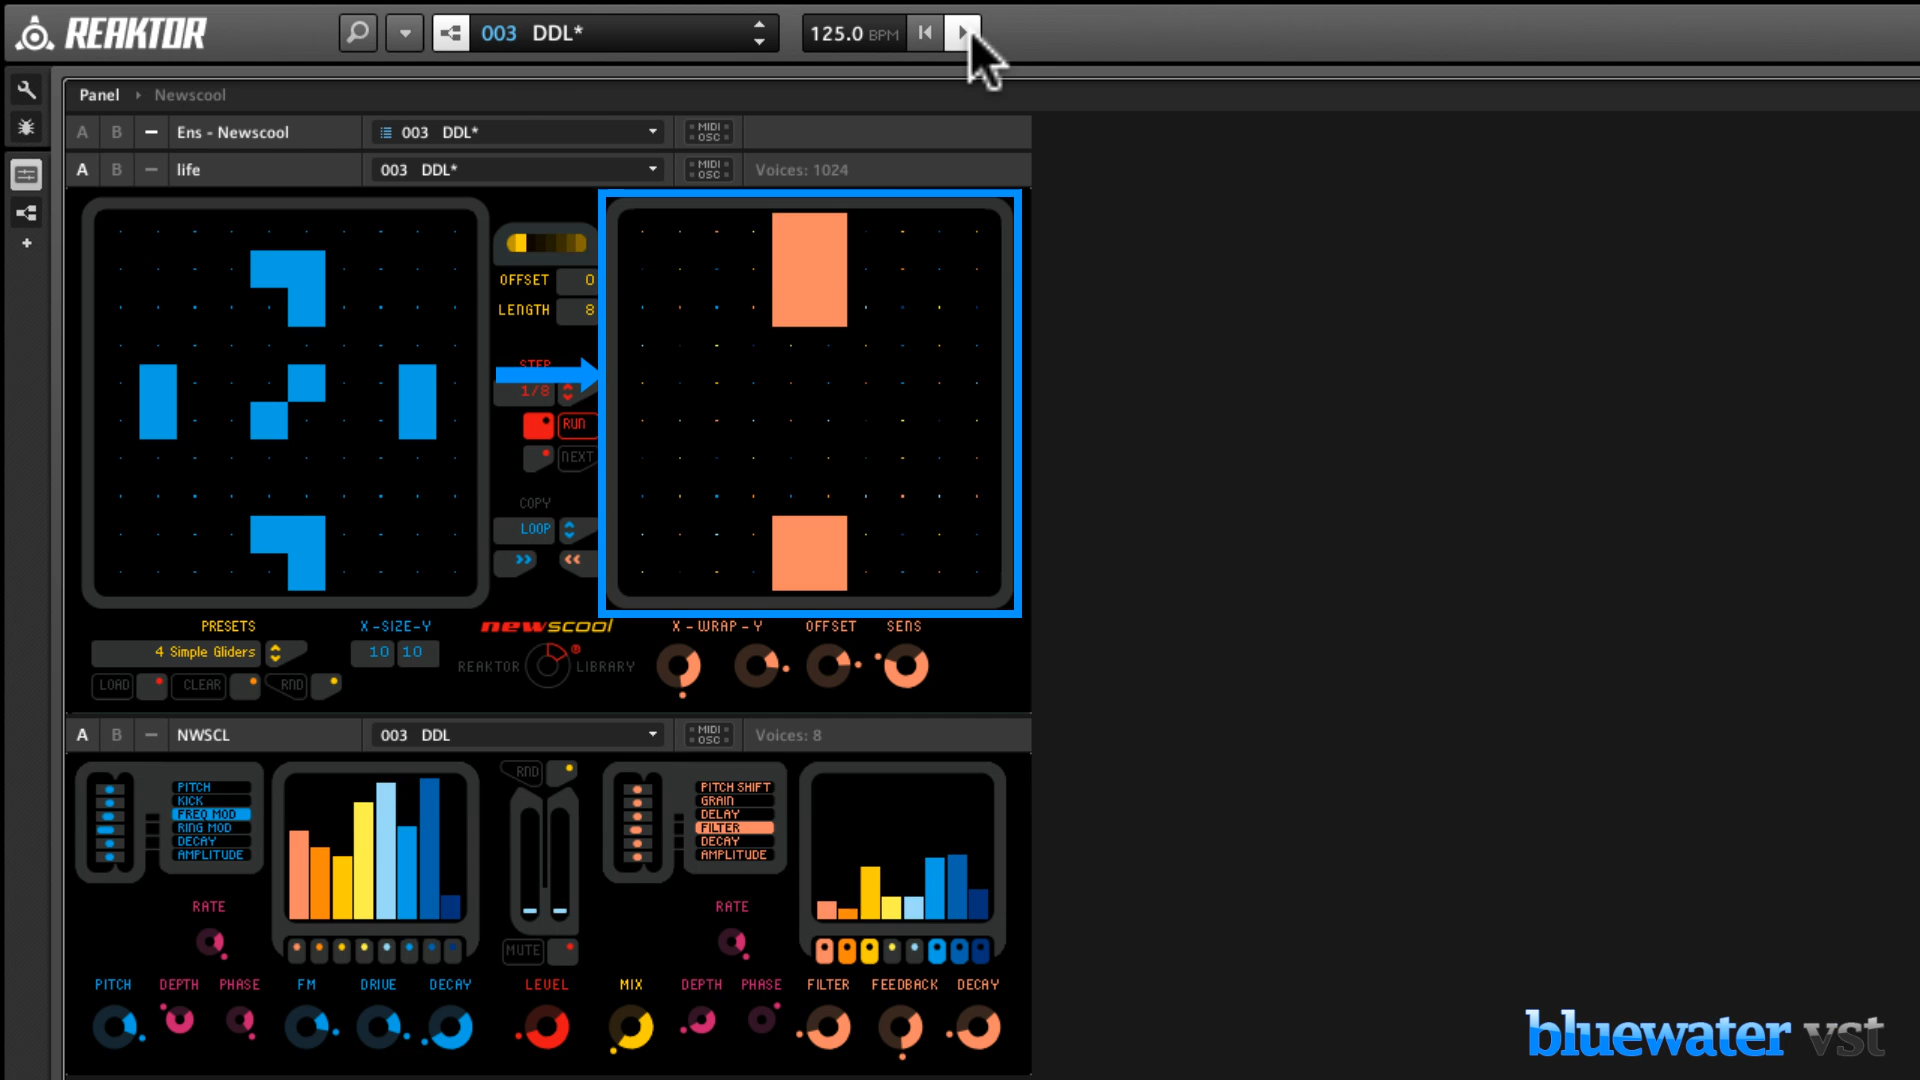 REAKTOR
003 DDL*
125.0 BPM
Panel Newscool
A B Ens - Newscool 003 DDL* MIDI OSC
A B life 003 DDL* MIDI OSC Voices: 1024
OFFSET 0
LENGTH 8
STEP
1/8
RUN
NEXT
COPY
LOOP
>> <<
PRESETS X-SIZE-Y newscool X-WRAP-Y OFFSET SENS
4 Simple Gliders 10 10
REAKTOR LIBRARY
LOAD CLEAR RND
A B NWSCL 003 DDL MIDI OSC Voices: 8
RND
PITCH
KICK
FREQ MOD
RING MOD
DECAY
AMPLITUDE
PITCH SHIFT
GRAIN
DELAY
FILTER
DECAY
AMPLITUDE
RATE RATE
MUTE
PITCH DEPTH PHASE FM DRIVE DECAY LEVEL MIX DEPTH PHASE FILTER FEEDBACK DECAY
bluewater vst